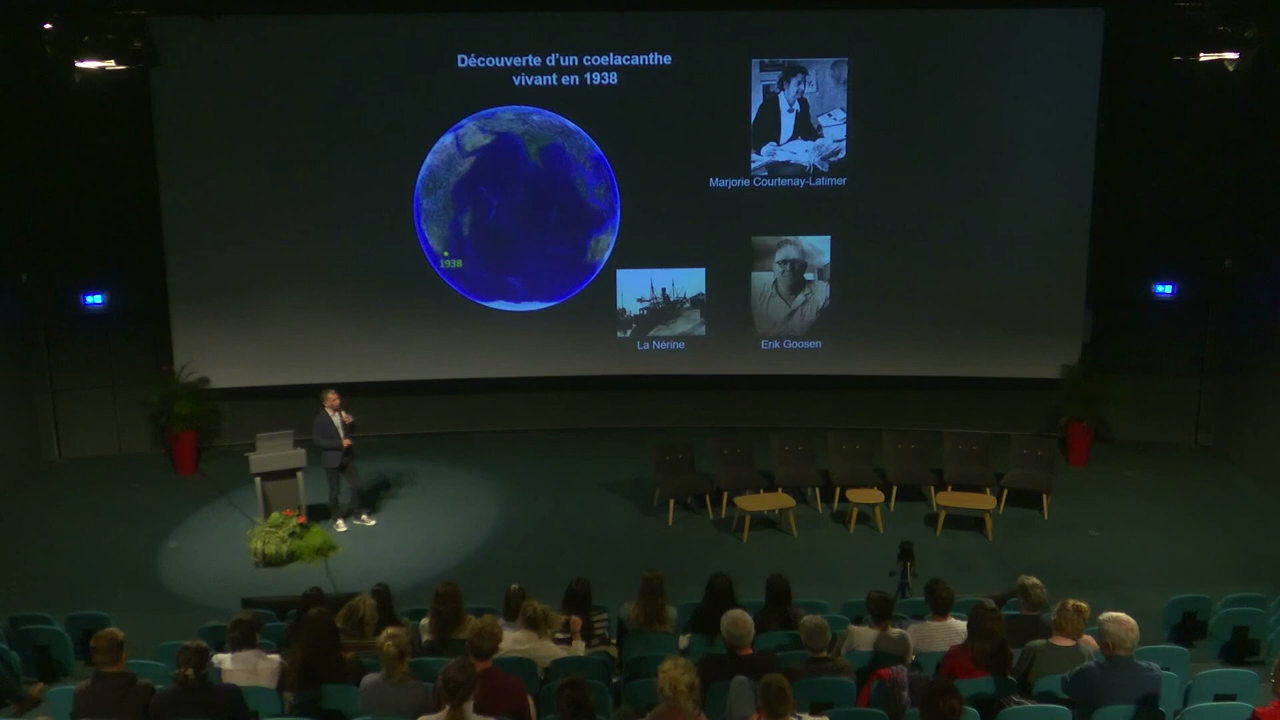 Découverte d'un coelacanthe
vivant en 1938
Marjorie Courtenay-Latimer
1938
La Nérine
Erik Goosen